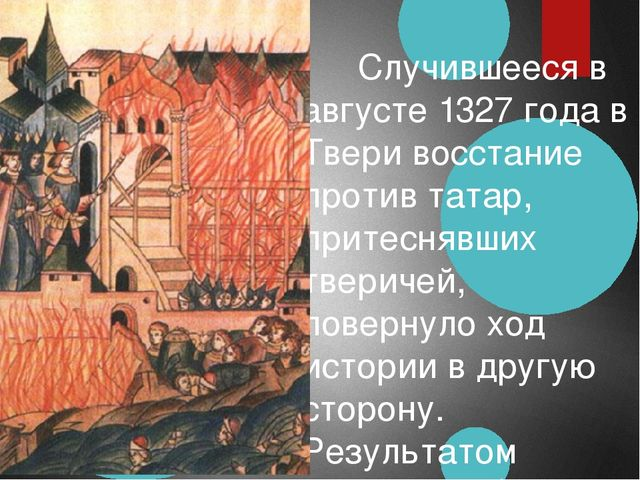 Случившееся в
августе 1327 года в
Твери восстание
против татар,
притеснявших
тверичей,
повернуло ход
истории в другую
сторону.
Результатом